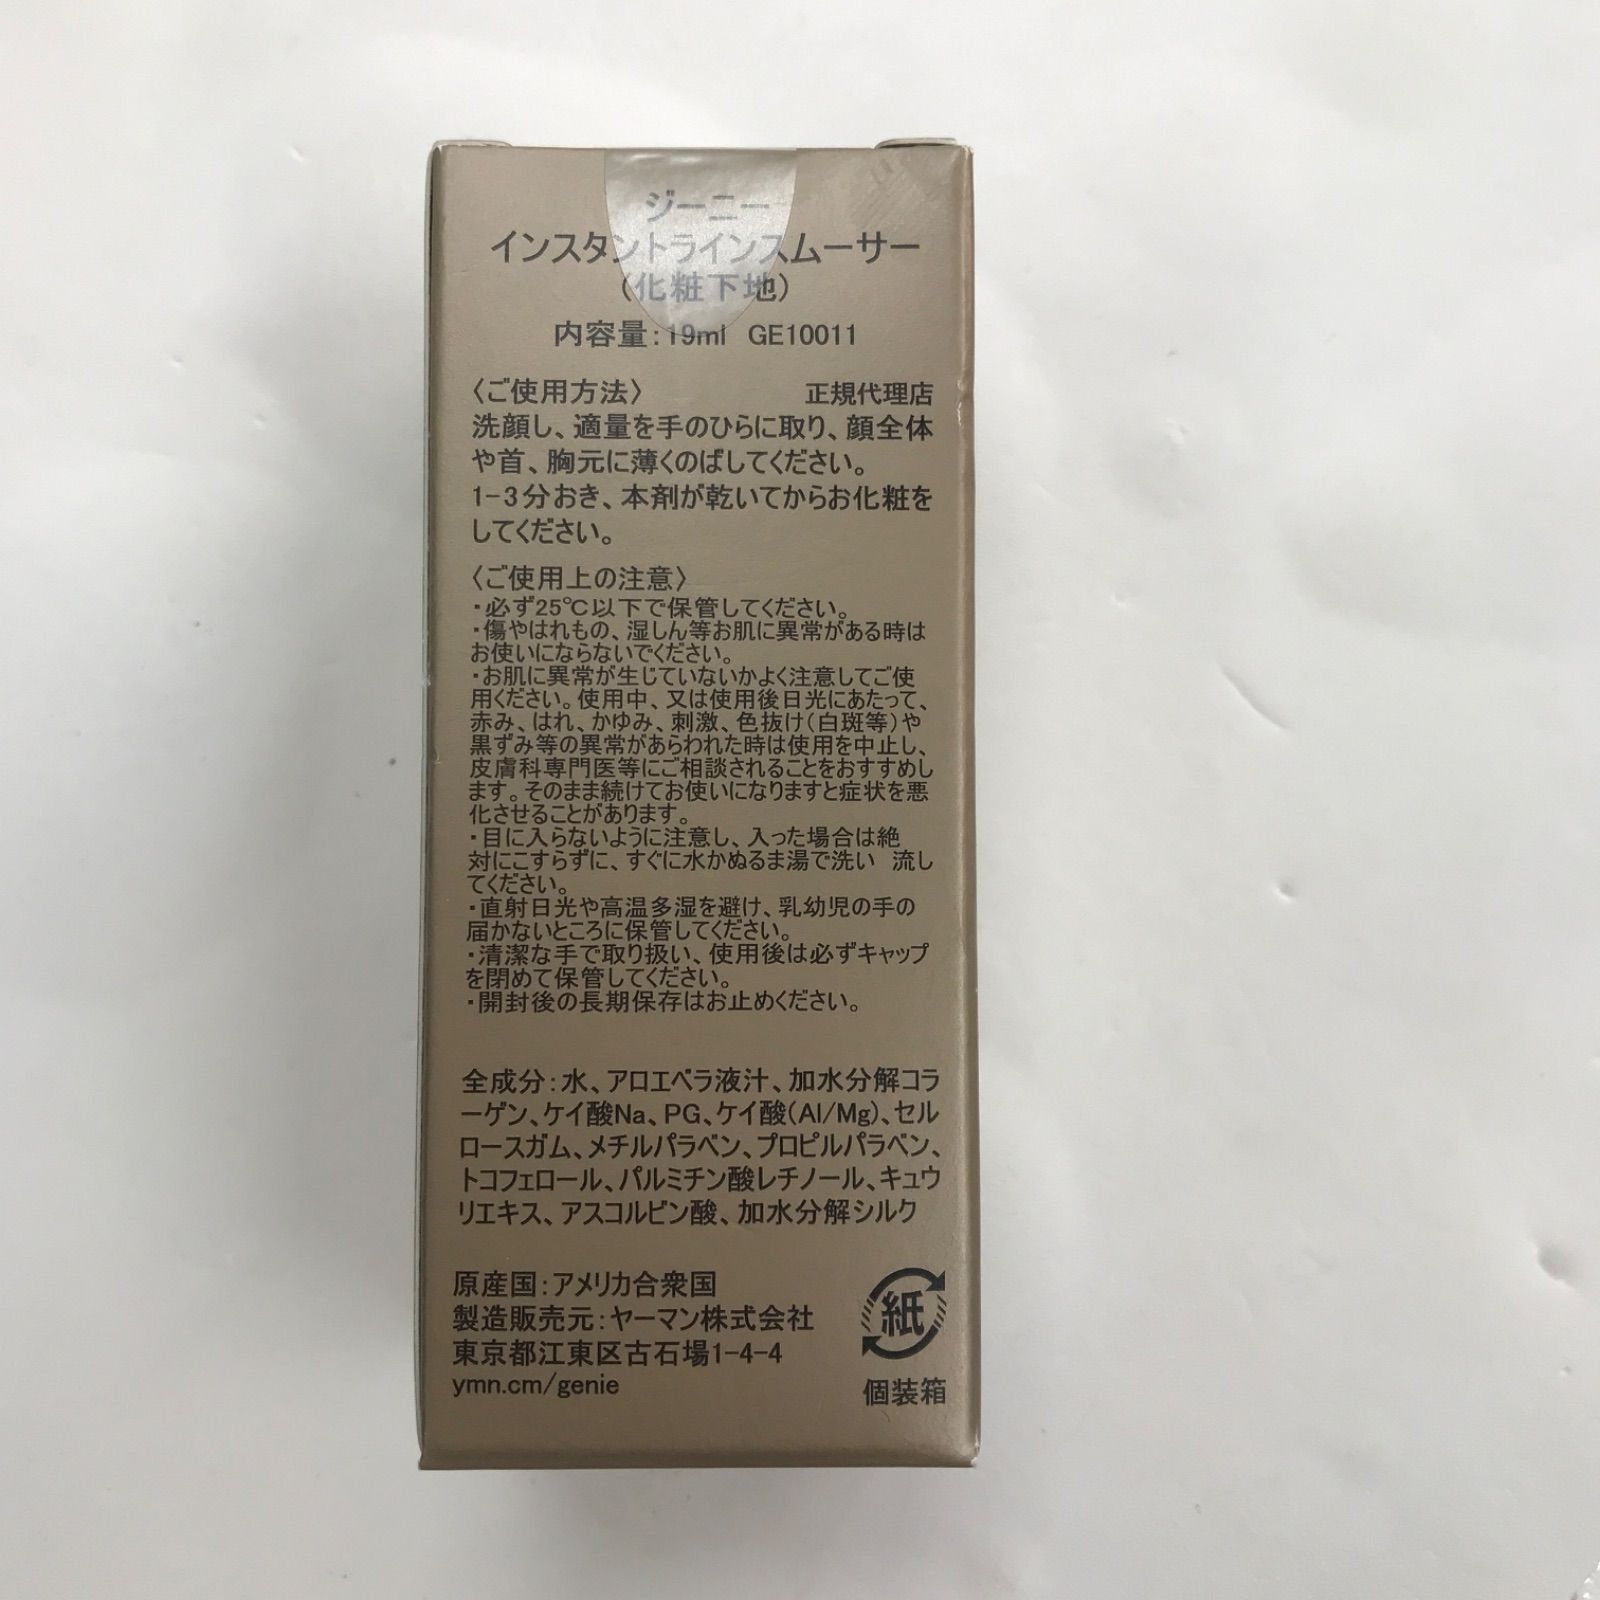 ジーニー
インスタントラインスムーサー
(化粧下地)
内容量：19ml GE10011
〈ご使用方法〉 正規代理店
洗顔し、適量を手のひらに取り、顔全体
や首、胸元に薄くのばしてください。
1-3分おき、本剤が乾いてからお化粧を
してください。
〈ご使用上の注意〉
・必ず25℃以下で保管してください。
・傷やはれもの、湿しん等お肌に異常がある時は
お使いにならないでください。
・お肌に異常が生じていないかよく注意してご使
用ください。使用中、又は使用後日光にあたって、
赤み、はれ、かゆみ、刺激、色抜け(白斑等)や
黒ずみ等の異常があらわれた時は使用を中止し、
皮膚科専門医等にご相談されることをおすすめし
ます。そのまま続けてお使いになりますと症状を悪
化させることがあります。
・目に入らないように注意し、入った場合は絶
対にこすらずに、すぐに水かぬるま湯で洗い 流し
てください。
・直射日光や高温多湿を避け、乳幼児の手の
届かないところに保管してください。
・清潔な手で取り扱い、使用後は必ずキャップ
を閉めて保管してください。
・開封後の長期保存はお止めください。
全成分：水、アロエベラ液汁、加水分解コラ
ーゲン、ケイ酸Na、PG、ケイ酸(Al/Mg)、セル
ロースガム、メチルパラベン、プロピルパラベン、
トコフェロール、パルミチン酸レチノール、キュウ
リエキス、アスコルビン酸、加水分解シルク
原産国：アメリカ合衆国
製造販売元：ヤーマン株式会社
東京都江東区古石場1-4-4
ymn.cm/genie
紙
個装箱